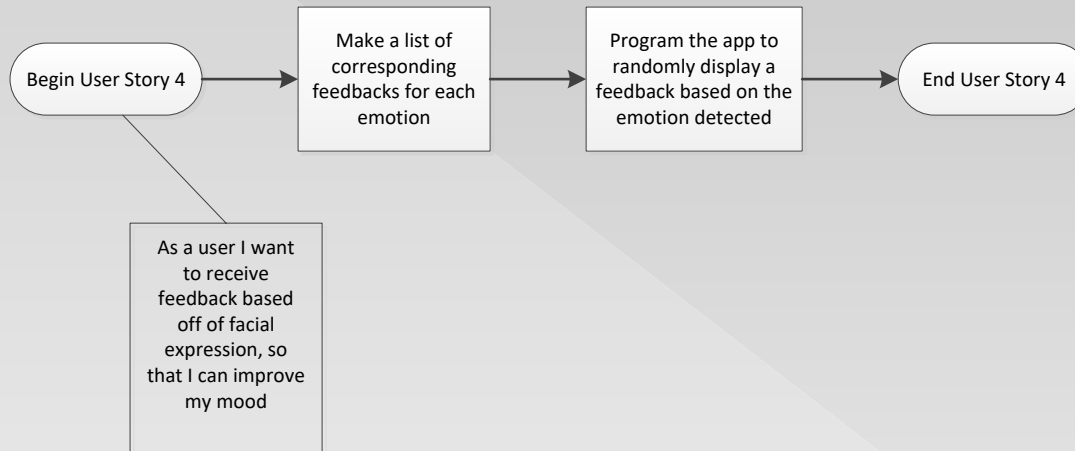 Begin User Story 4
Make a list of
corresponding
feedbacks for each
emotion
Program the app to
randomly display a
feedback based on the
emotion detected
End User Story 4
As a user I want
to receive
feedback based
off of facial
expression, so
that I can improve
my mood